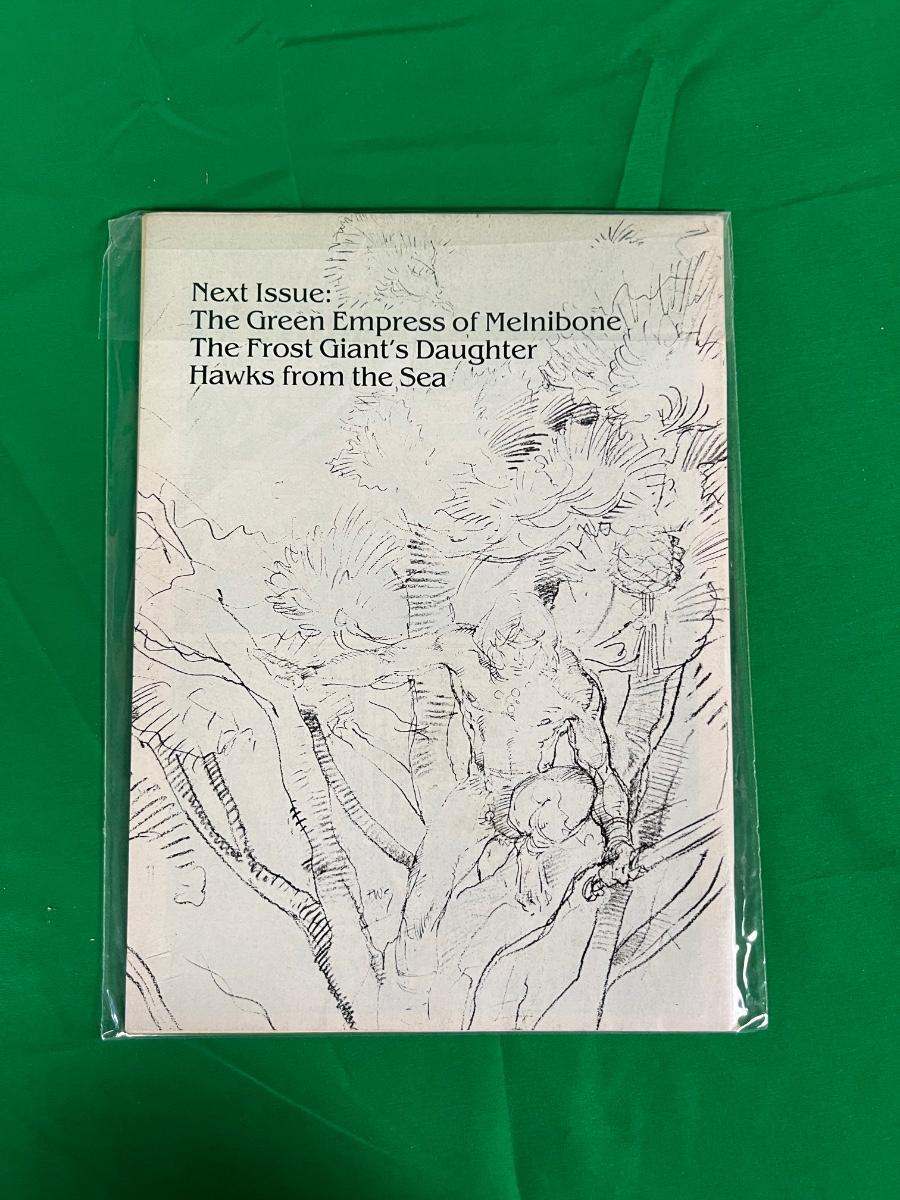 Next Issue:
The Green Empress of Melnibone
The Frost Giant's Daughter
Hawks from the Sea